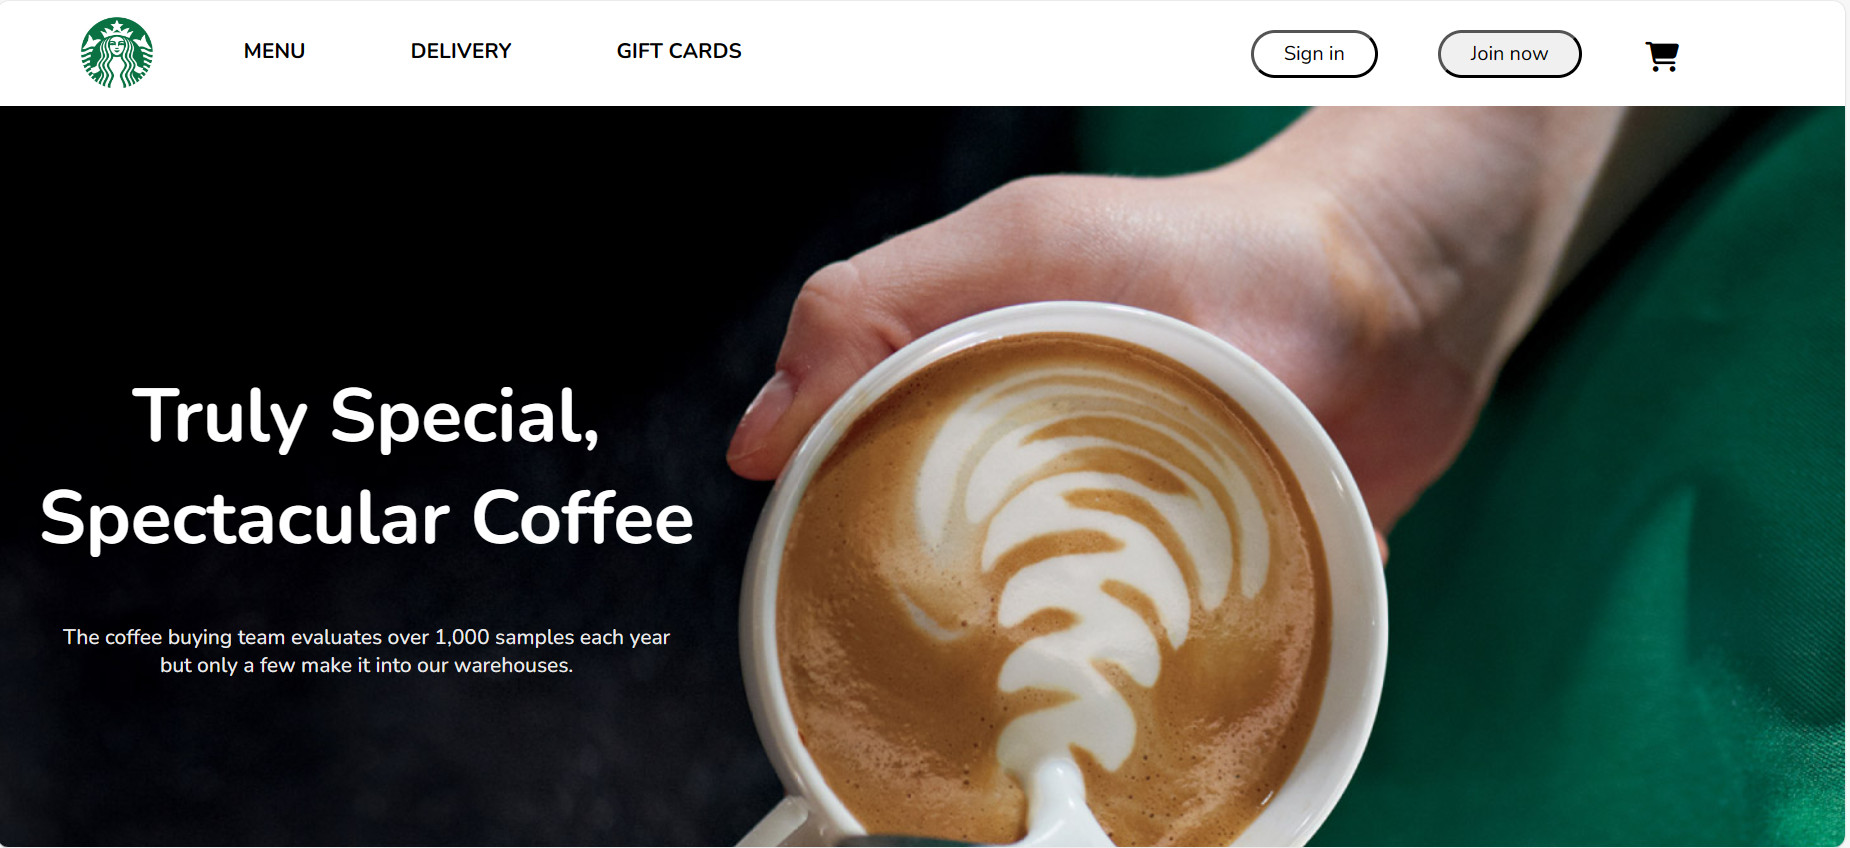 MENU DELIVERY GIFT CARDS Sign in Join now
Truly Special,
Spectacular Coffee
The coffee buying team evaluates over 1,000 samples each year
but only a few make it into our warehouses.